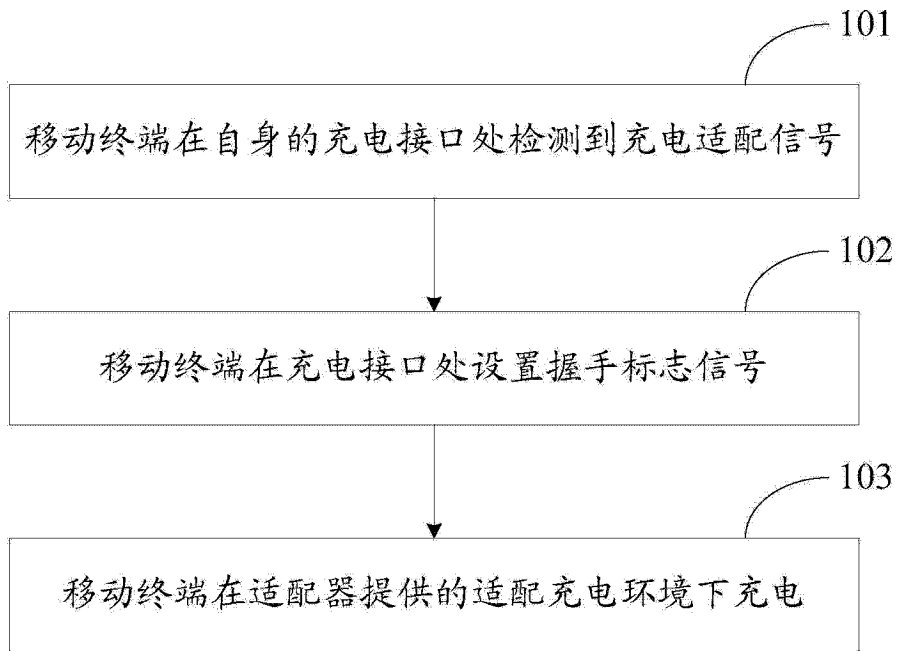 101
移动终端在自身的充电接口处检测到充电适配信号
102
移动终端在充电接口处设置握手标志信号
103
移动终端在适配器提供的适配充电环境下充电